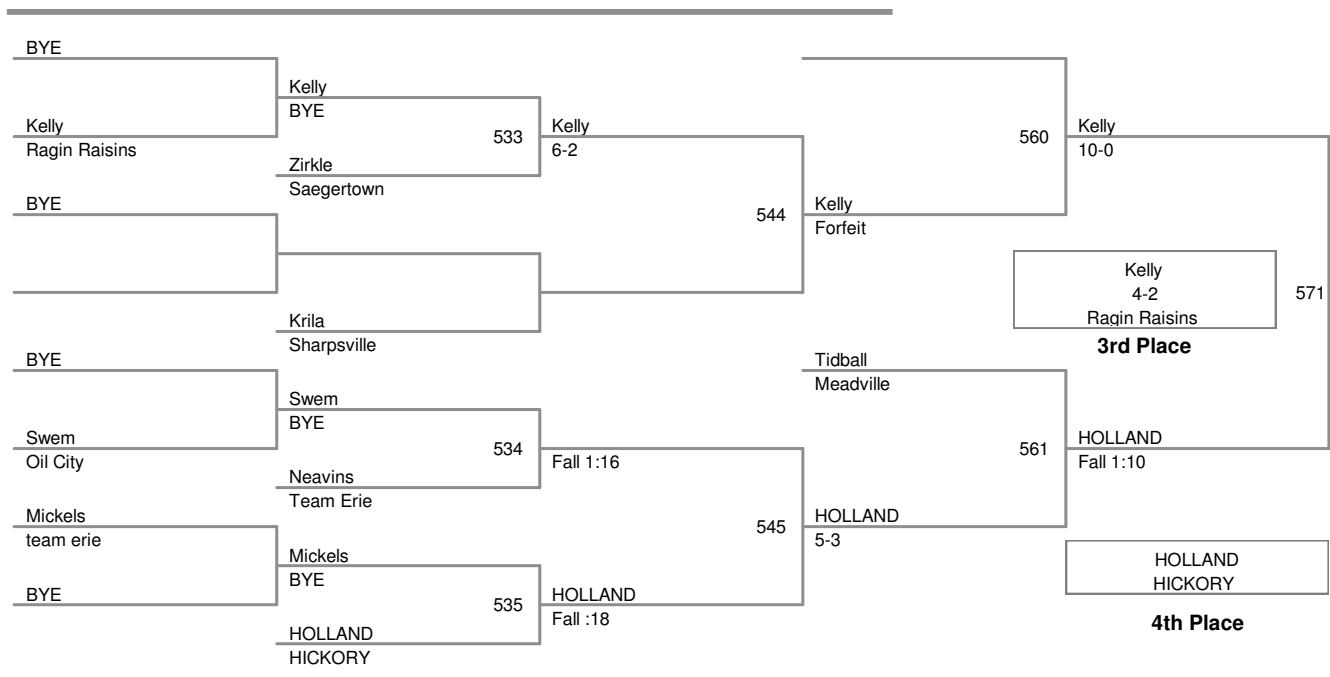 BYE
Kelly
BYE
Kelly
Ragin Raisins
533
Kelly
6-2
560
Kelly
10-0
Zirkle
Saegertown
BYE
544
Kelly
Forfeit
Kelly
4-2
Ragin Raisins
571
3rd Place
Krila
Sharpsville
BYE
Tidball
Meadville
Swem
BYE
Swem
Oil City
534
Fall 1:16
561
HOLLAND
Fall 1:10
Neavins
Team Erie
Mickels
team erie
545
HOLLAND
5-3
Mickels
BYE
BYE
535
HOLLAND
Fall :18
HOLLAND
HICKORY
4th Place
HOLLAND
HICKORY